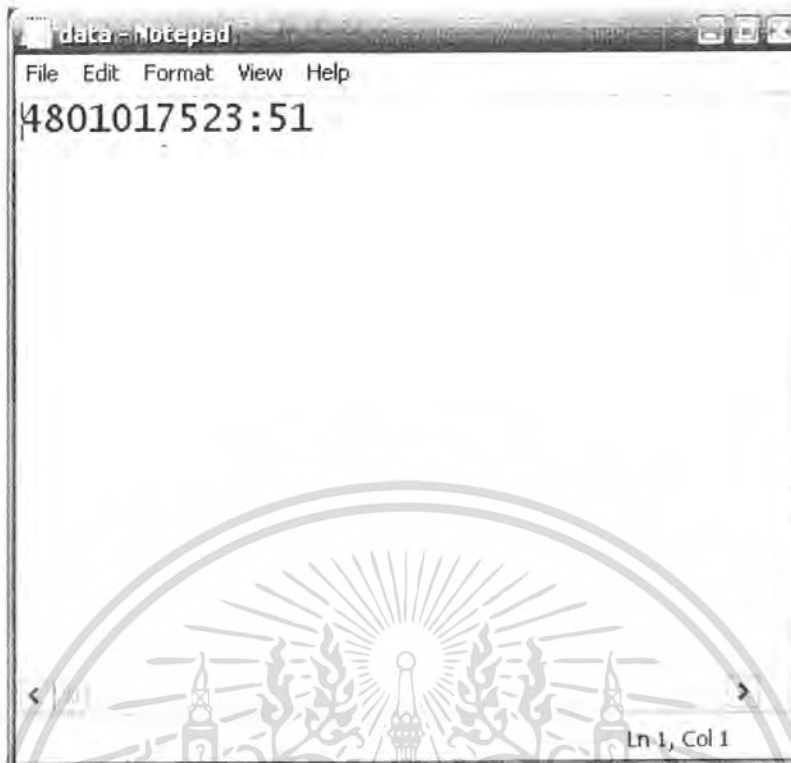 data - Notepad
File Edit Format View Help
4801017523:51
Ln 1, Col 1